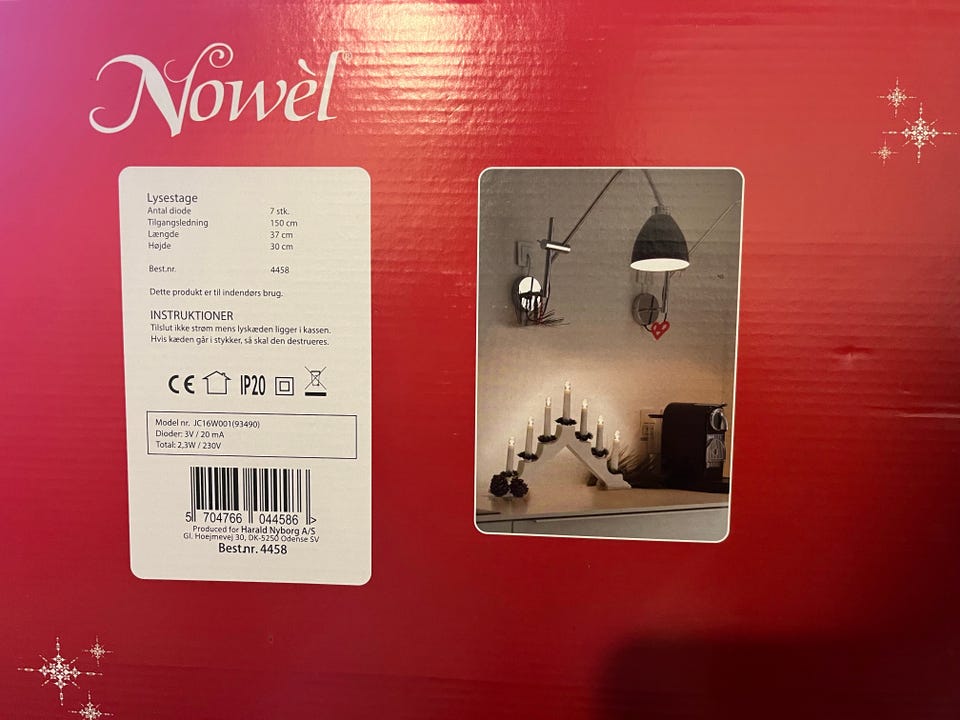 Nowèl®
Lysestage
Antal diode 7 stk.
Tilgangsledning 150 cm
Længde 37 cm
Højde 30 cm
Best.nr. 4458
Dette produkt er til indendørs brug.
INSTRUKTIONER
Tilslut ikke strøm mens lyskæden ligger i kassen.
Hvis kæden går i stykker, så skal den destrueres.
CE IP20
Model nr. JC16W001(93490)
Dioder: 3V / 20 mA
Total: 2,3W / 230V
5 704766 044586 >
Produced for Harald Nyborg A/S
Gl. Hoejmevej 30, DK-5250 Odense SV
Best.nr. 4458